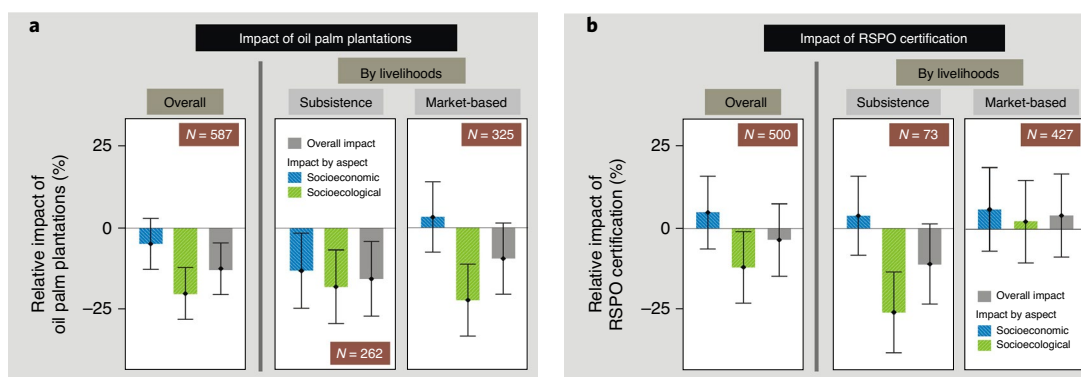 a
Impact of oil palm plantations
By livelihoods
Overall
Subsistence
Market-based
Relative impact of
oil palm plantations (%)
25
0
−25
N = 587
N = 262
N = 325
Overall impact
Impact by aspect
Socioeconomic
Socioecological
b
Impact of RSPO certification
By livelihoods
Overall
Subsistence
Market-based
Relative impact of
RSPO certification (%)
25
0
−25
N = 500
N = 73
N = 427
Overall impact
Impact by aspect
Socioeconomic
Socioecological